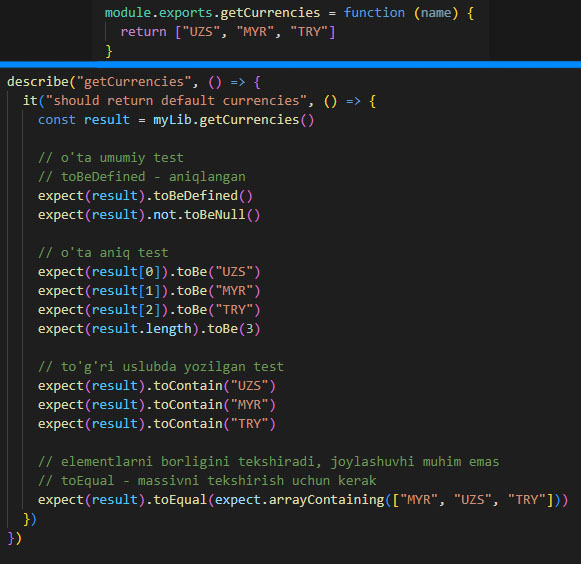 module.exports.getCurrencies = function (name) {
return ["UZS", "MYR", "TRY"]
}
describe("getCurrencies", () => {
it("should return default currencies", () => {
const result = myLib.getCurrencies()
// o'ta umumiy test
// toBeDefined - aniqlangan
expect(result).toBeDefined()
expect(result).not.toBeNull()
// o'ta aniq test
expect(result[0]).toBe("UZS")
expect(result[1]).toBe("MYR")
expect(result[2]).toBe("TRY")
expect(result.length).toBe(3)
// to'g'ri uslubda yozilgan test
expect(result).toContain("UZS")
expect(result).toContain("MYR")
expect(result).toContain("TRY")
// elementlarni borligini tekshiradi, joylashuvhi muhim emas
// toEqual - massivni tekshirish uchun kerak
expect(result).toEqual(expect.arrayContaining(["MYR", "UZS", "TRY"]))
})
})